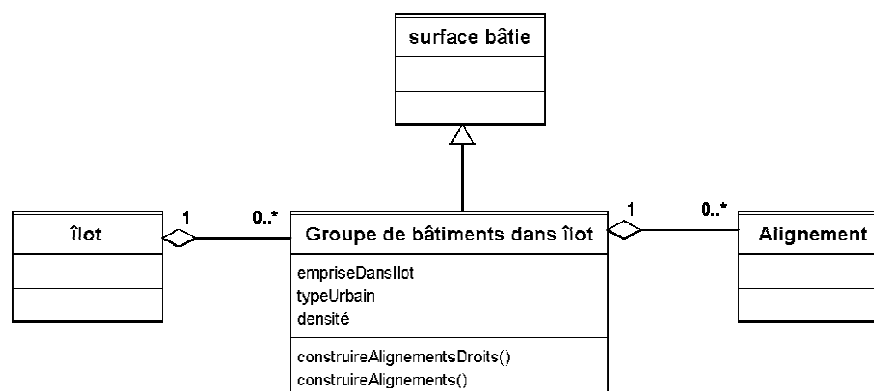 surface bâtie
1
0..*
1
0..*
îlot
Groupe de bâtiments dans îlot
Alignement
empriseDansIlot
typeUrbain
densité
construireAlignementsDroits()
construireAlignements()